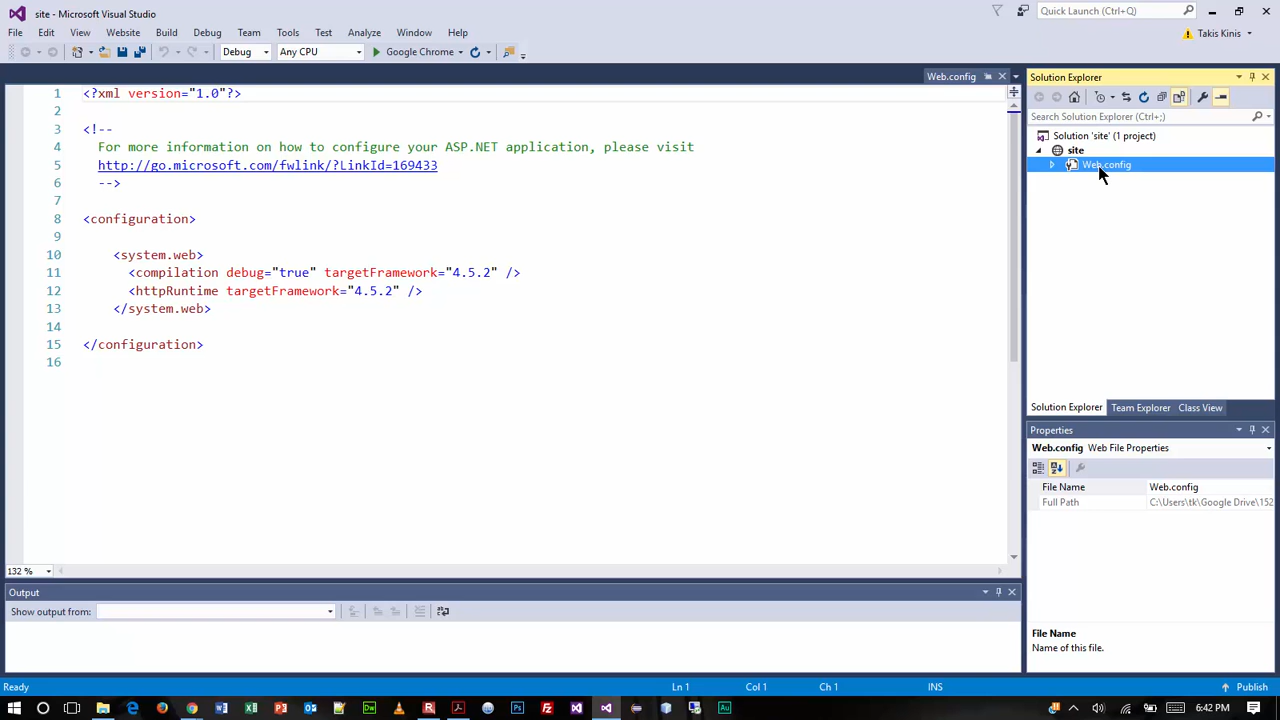 site - Microsoft Visual Studio
Quick Launch (Ctrl+Q)
File Edit View Website Build Debug Team Tools Test Analyze Window Help
Takis Kinis
Debug Any CPU Google Chrome
Web.config
1 <?xml version="1.0"?>
2
3 <!--
4 For more information on how to configure your ASP.NET application, please visit
5 http://go.microsoft.com/fwlink/?LinkId=169433
6 -->
7
8 <configuration>
9
10 <system.web>
11 <compilation debug="true" targetFramework="4.5.2" />
12 <httpRuntime targetFramework="4.5.2" />
13 </system.web>
14
15 </configuration>
16
132 %
Output
Show output from:
Solution Explorer
Search Solution Explorer (Ctrl+;)
Solution 'site' (1 project)
site
Web.config
Solution Explorer Team Explorer Class View
Properties
Web.config Web File Properties
File Name Web.config
Full Path C:\Users\tk\Google Drive\152
File Name
Name of this file.
Ready Ln 1 Col 1 Ch 1 INS Publish
6:42 PM